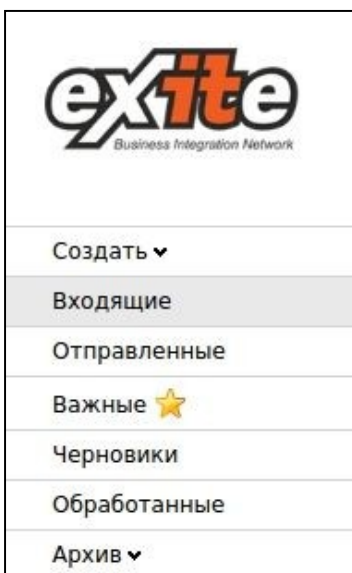 eXite
Business Integration Network
Создать
Входящие
Отправленные
Важные
Черновики
Обработанные
Архив